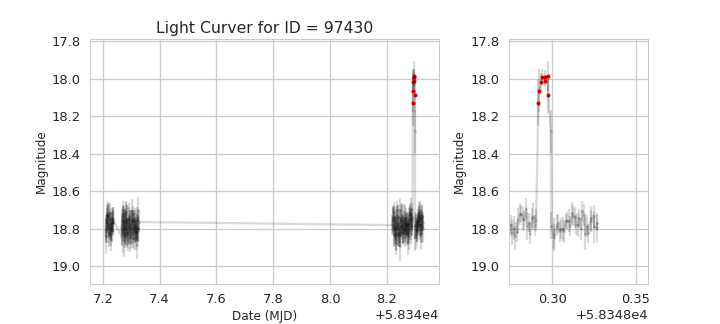 Light Curver for ID = 97430
17.8
18.0
18.2
18.4
18.6
18.8
19.0
Magnitude
7.2 7.4 7.6 7.8 8.0 8.2
Date (MJD)
+5.834e4
17.8
18.0
18.2
18.4
18.6
18.8
19.0
Magnitude
0.30 0.35
+5.8348e4